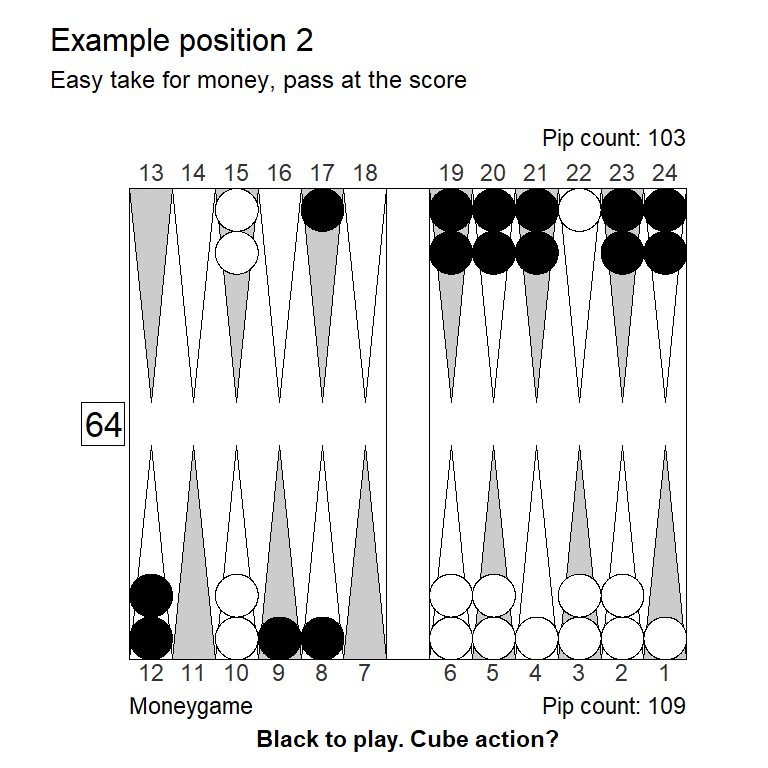 Example position 2
Easy take for money, pass at the score
Pip count: 103
13 14 15 16 17 18 19 20 21 22 23 24
64
12 11 10 9 8 7 6 5 4 3 2 1
Moneygame Pip count: 109
Black to play. Cube action?